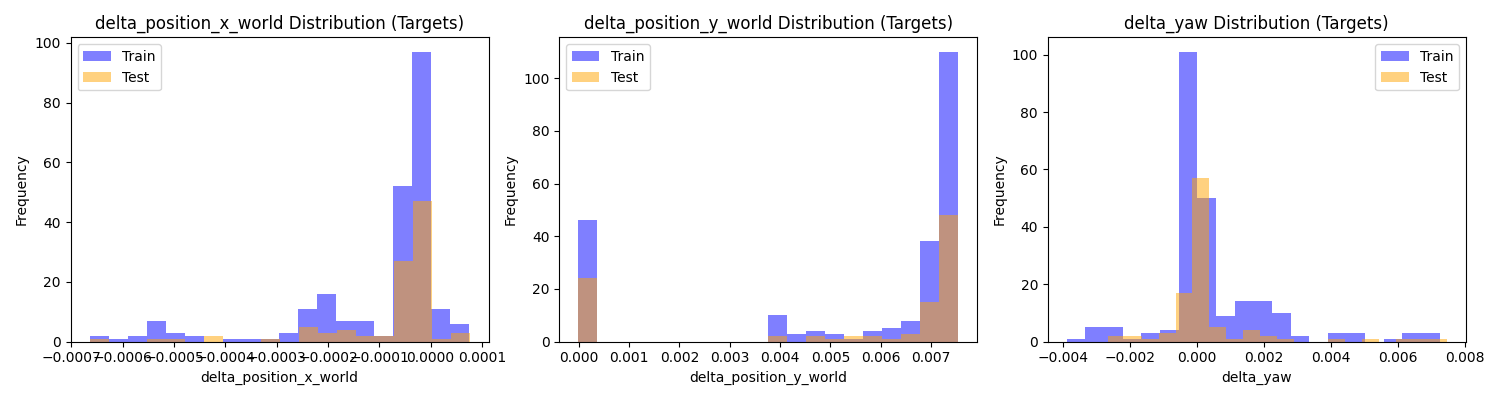 delta_position_x_world Distribution (Targets)
Train
Test
Frequency
100
80
60
40
20
0
−0.0007−0.0006−0.0005−0.0004−0.0003−0.0002−0.0001 0.0000 0.0001
delta_position_x_world
delta_position_y_world Distribution (Targets)
Train
Test
Frequency
100
80
60
40
20
0
0.000 0.001 0.002 0.003 0.004 0.005 0.006 0.007
delta_position_y_world
delta_yaw Distribution (Targets)
Train
Test
Frequency
100
80
60
40
20
0
−0.004 −0.002 0.000 0.002 0.004 0.006 0.008
delta_yaw